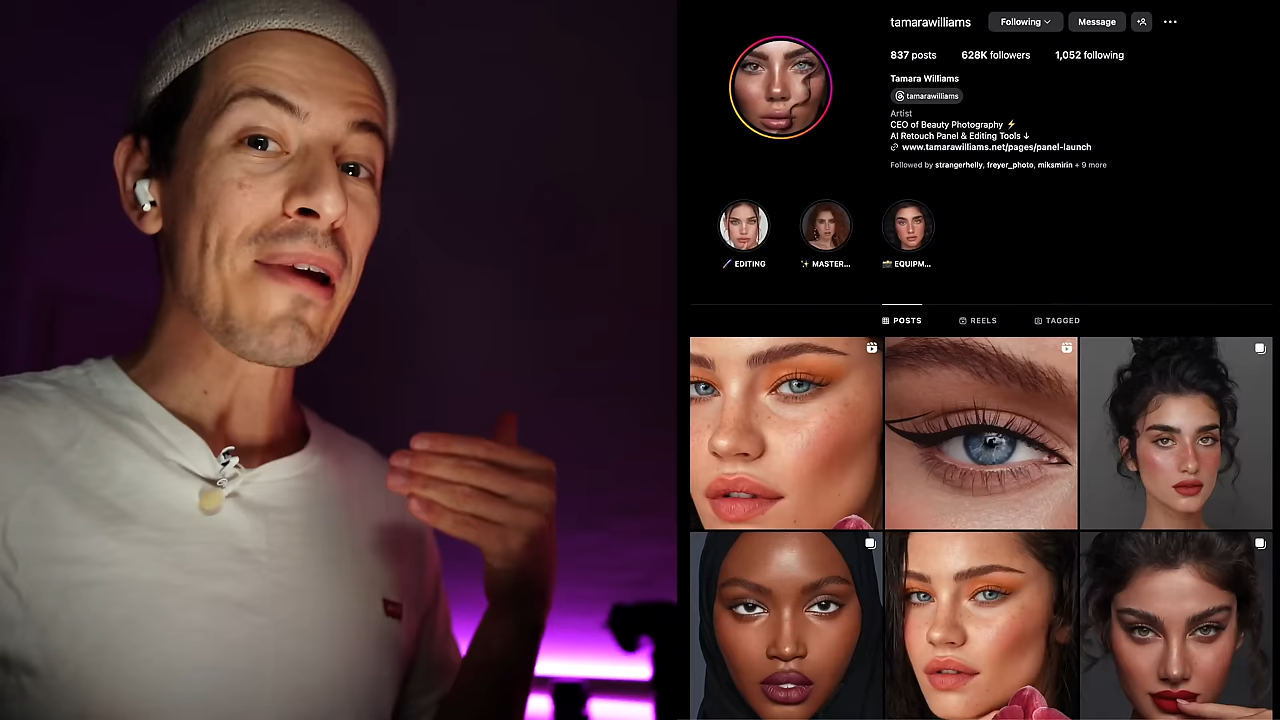 tamarawilliams Following Message
837 posts 628K followers 1,052 following
Tamara Williams
tamarawilliams
Artist
CEO of Beauty Photography ⚡
AI Retouch Panel & Editing Tools ↓
www.tamarawilliams.net/pages/panel-launch
Followed by strangerhelly, freyer_photo, miksmirin + 9 more
EDITING ✨ MASTER... EQUIPM...
POSTS REELS TAGGED